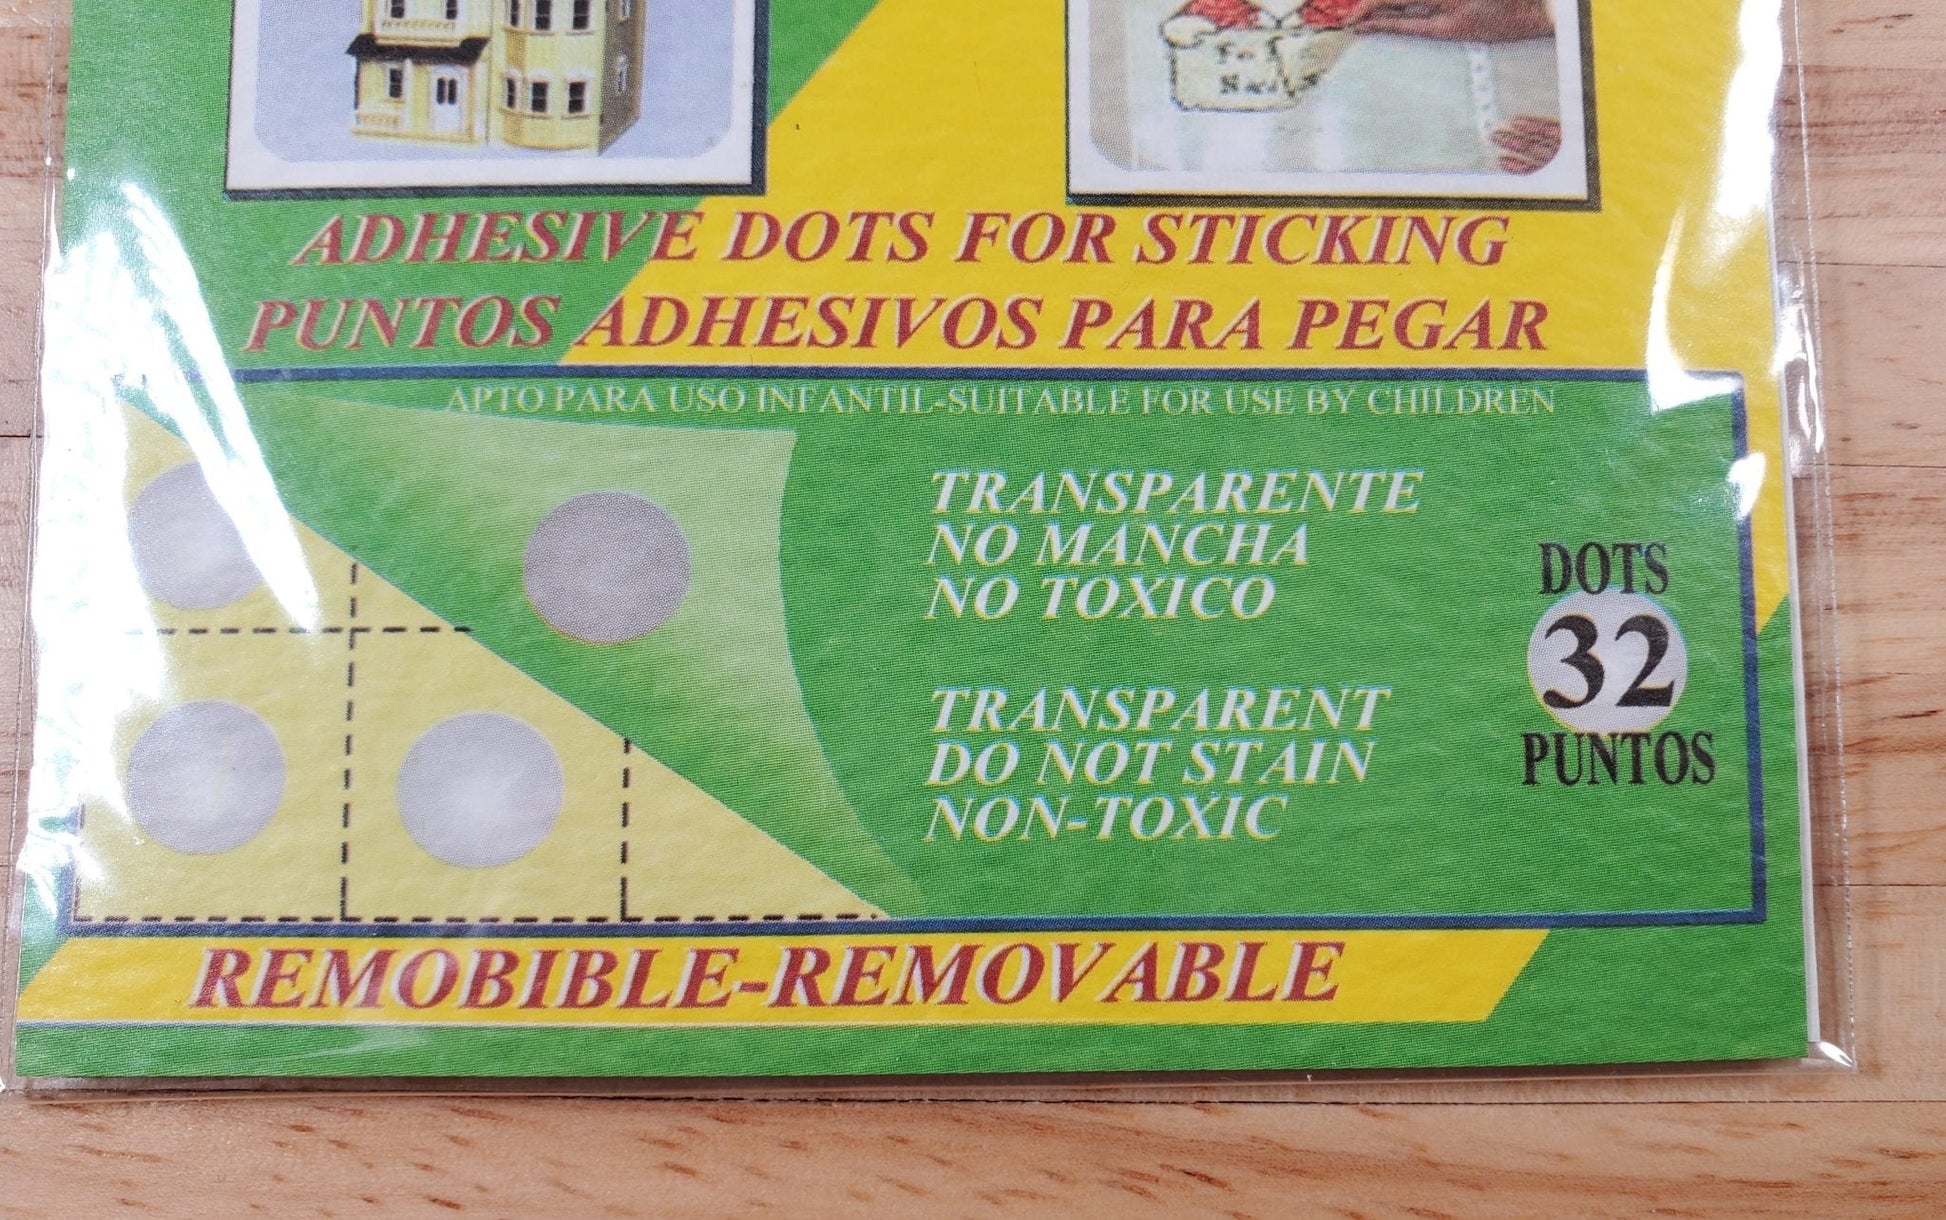 ADHESIVE DOTS FOR STICKING
PUNTOS ADHESIVOS PARA PEGAR
APTO PARA USO INFANTIL-SUITABLE FOR USE BY CHILDREN
TRANSPARENTE
NO MANCHA
NO TOXICO
TRANSPARENT
DO NOT STAIN
NON-TOXIC
DOTS
32
PUNTOS
REMOBIBLE-REMOVABLE